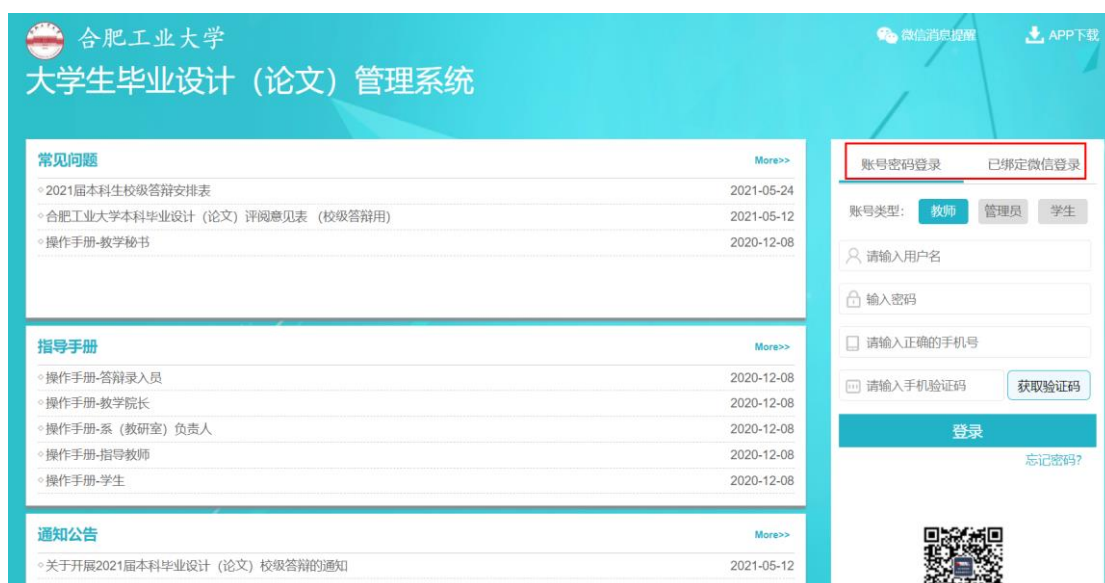 合肥工业大学
大学生毕业设计（论文）管理系统
微信消息提醒
APP下载
常见问题
More>>
2021届本科生校级答辩安排表
2021-05-24
合肥工业大学本科毕业设计（论文）评阅意见表 （校级答辩用）
2021-05-12
操作手册-教学秘书
2020-12-08
指导手册
More>>
操作手册-答辩录入员
2020-12-08
操作手册-教学院长
2020-12-08
操作手册-系（教研室）负责人
2020-12-08
操作手册-指导教师
2020-12-08
操作手册-学生
2020-12-08
通知公告
More>>
关于开展2021届本科毕业设计（论文）校级答辩的通知
2021-05-12
账号密码登录
已绑定微信登录
账号类型：
教师
管理员
学生
请输入用户名
输入密码
请输入正确的手机号
请输入手机验证码
获取验证码
登录
忘记密码?